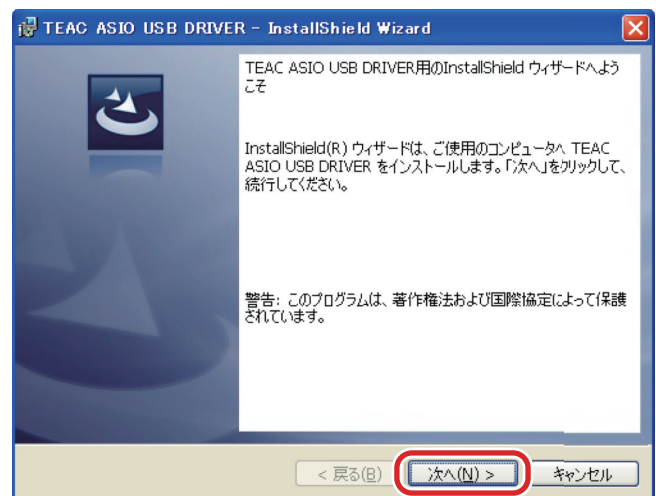 TEAC ASIO USB DRIVER - InstallShield Wizard
TEAC ASIO USB DRIVER用のInstallShield ウィザードへよう
こそ
InstallShield(R) ウィザードは、ご使用のコンピュータへ TEAC
ASIO USB DRIVER をインストールします。「次へ」をクリックして、
続行してください。
警告: このプログラムは、著作権法および国際協定によって保護
されています。
< 戻る(B)
次へ(N) >
キャンセル